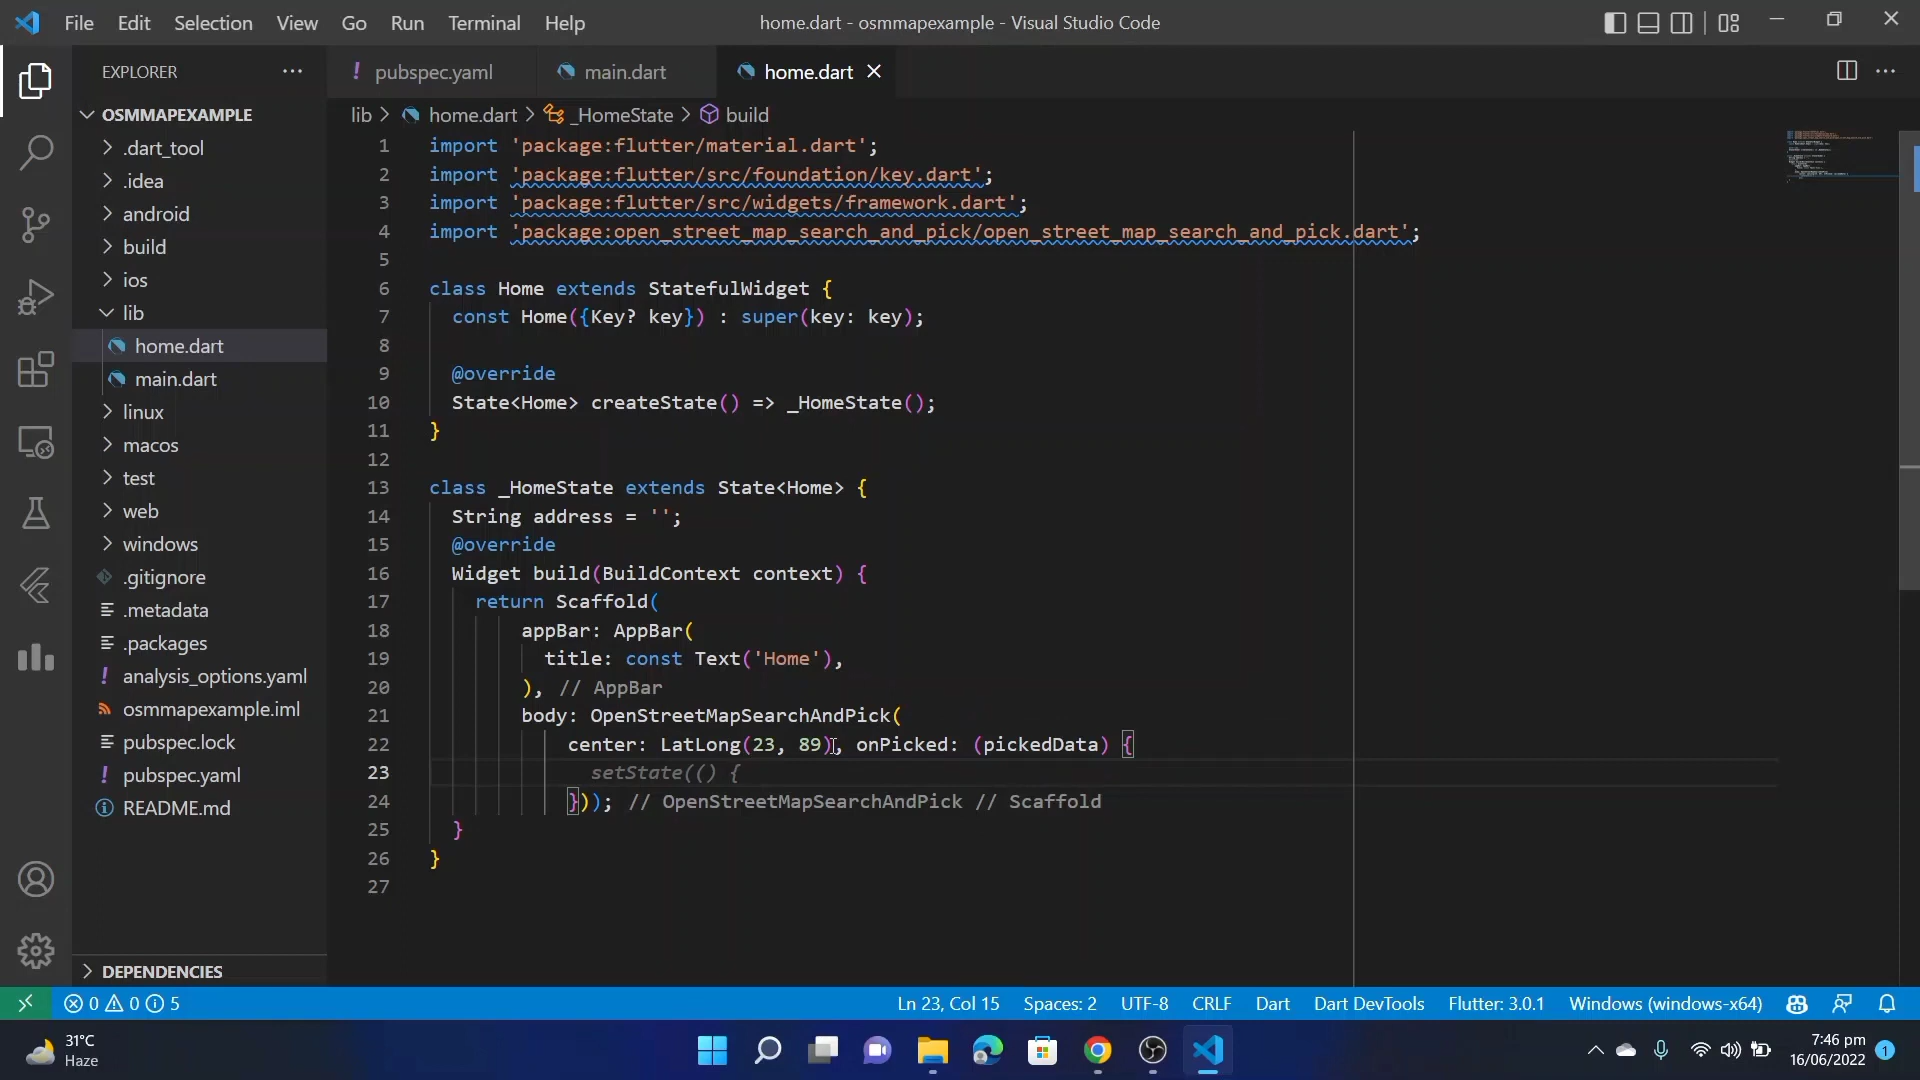 File Edit Selection View Go Run Terminal Help
home.dart - osmmapexample - Visual Studio Code
EXPLORER
pubspec.yaml
main.dart
home.dart
OSMMAPEXAMPLE
.dart_tool
.idea
android
build
ios
lib
home.dart
main.dart
linux
macos
test
web
windows
.gitignore
.metadata
.packages
analysis_options.yaml
osmmapexample.iml
pubspec.lock
pubspec.yaml
README.md
DEPENDENCIES
lib > home.dart > _HomeState > build
1 import 'package:flutter/material.dart';
2 import 'package:flutter/src/foundation/key.dart';
3 import 'package:flutter/src/widgets/framework.dart';
4 import 'package:open_street_map_search_and_pick/open_street_map_search_and_pick.dart';
5
6 class Home extends StatefulWidget {
7 const Home({Key? key}) : super(key: key);
8
9 @override
10 State<Home> createState() => _HomeState();
11 }
12
13 class _HomeState extends State<Home> {
14 String address = '';
15 @override
16 Widget build(BuildContext context) {
17 return Scaffold(
18 appBar: AppBar(
19 title: const Text('Home'),
20 ), // AppBar
21 body: OpenStreetMapSearchAndPick(
22 center: LatLong(23, 89), onPicked: (pickedData) {
23 setState(() {
24 })); // OpenStreetMapSearchAndPick // Scaffold
25 }
26 }
27
0 0 5
Ln 23, Col 15 Spaces: 2 UTF-8 CRLF Dart Dart DevTools Flutter: 3.0.1 Windows (windows-x64)
31°C
Haze
7:46 pm
16/06/2022
1